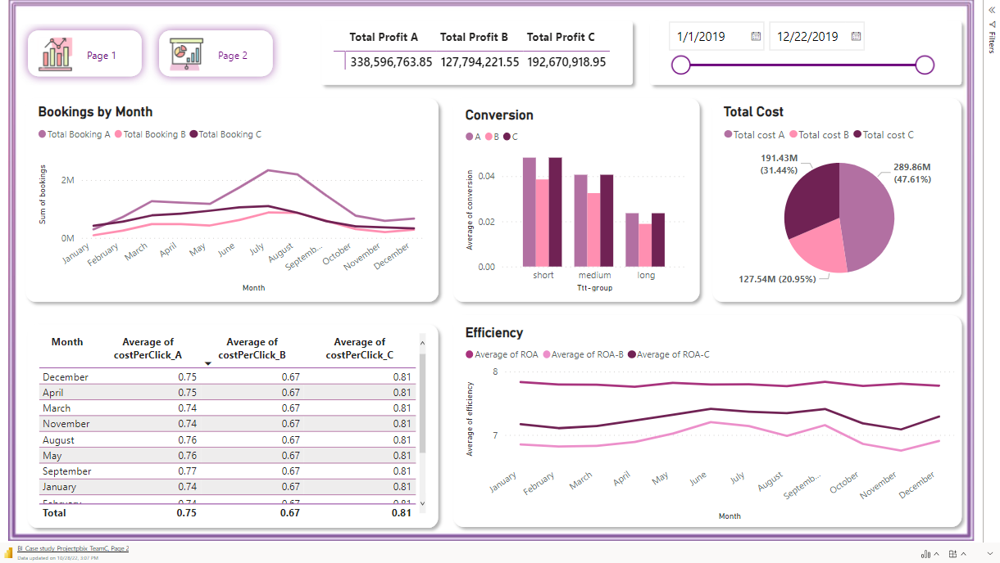 Page 1
Page 2
Total Profit A Total Profit B Total Profit C
338,596,763.85 127,794,221.55 192,670,918.95
1/1/2019
12/22/2019
Filters
Bookings by Month
Total Booking A Total Booking B Total Booking C
Sum of bookings
2M
0M
January February March April May June July August Septemb... October November December
Month
Conversion
A B C
Average of conversion
0.04
0.02
0.00
short medium long
Ttt-group
Total Cost
Total cost A Total cost B Total cost C
191.43M
(31.44%)
289.86M
(47.61%)
127.54M (20.95%)
Month Average of costPerClick_A Average of costPerClick_B Average of costPerClick_C
December 0.75 0.67 0.81
April 0.75 0.67 0.81
March 0.74 0.67 0.81
November 0.74 0.67 0.81
August 0.76 0.67 0.81
May 0.76 0.67 0.81
September 0.77 0.67 0.81
January 0.74 0.67 0.81
February 0.74 0.67 0.81
Total 0.75 0.67 0.81
Efficiency
Average of ROA Average of ROA-B Average of ROA-C
Average of efficiency
8
7
January February March April May June July August Septemb... October November December
Month
BI_Case study_Projectpbix_TeamC, Page 2
Data updated on 10/28/22, 3:07 PM